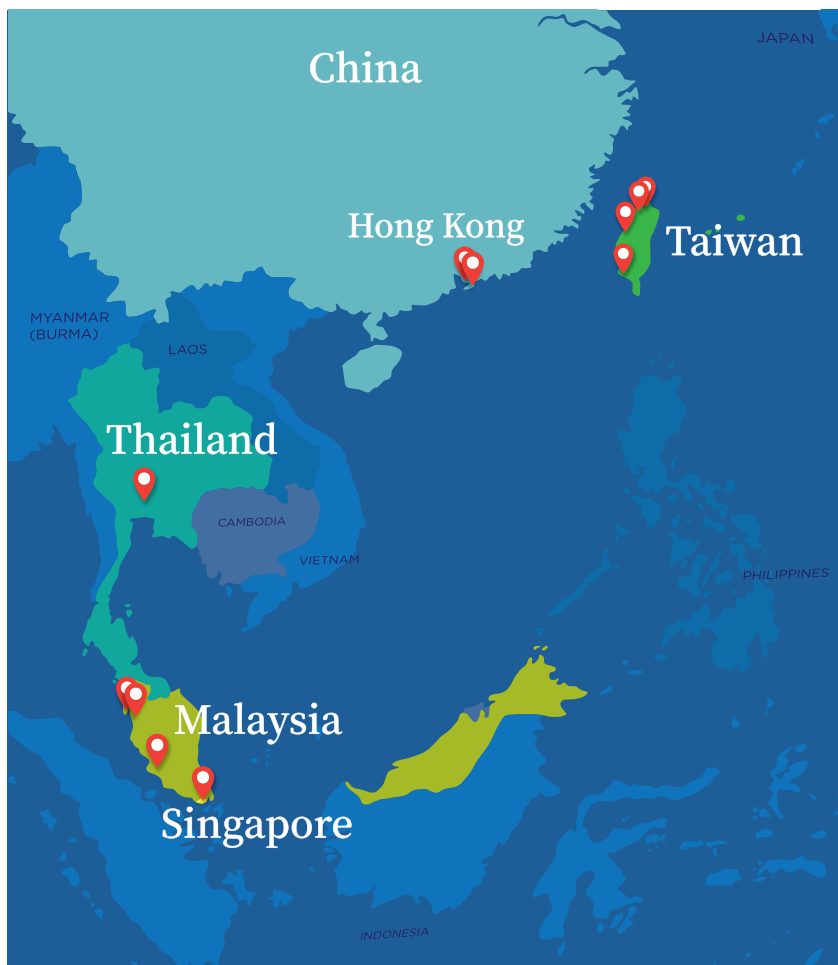 China
JAPAN
Hong Kong
Taiwan
MYANMAR
(BURMA)
LAOS
Thailand
CAMBODIA
VIETNAM
PHILIPPINES
Malaysia
Singapore
INDONESIA